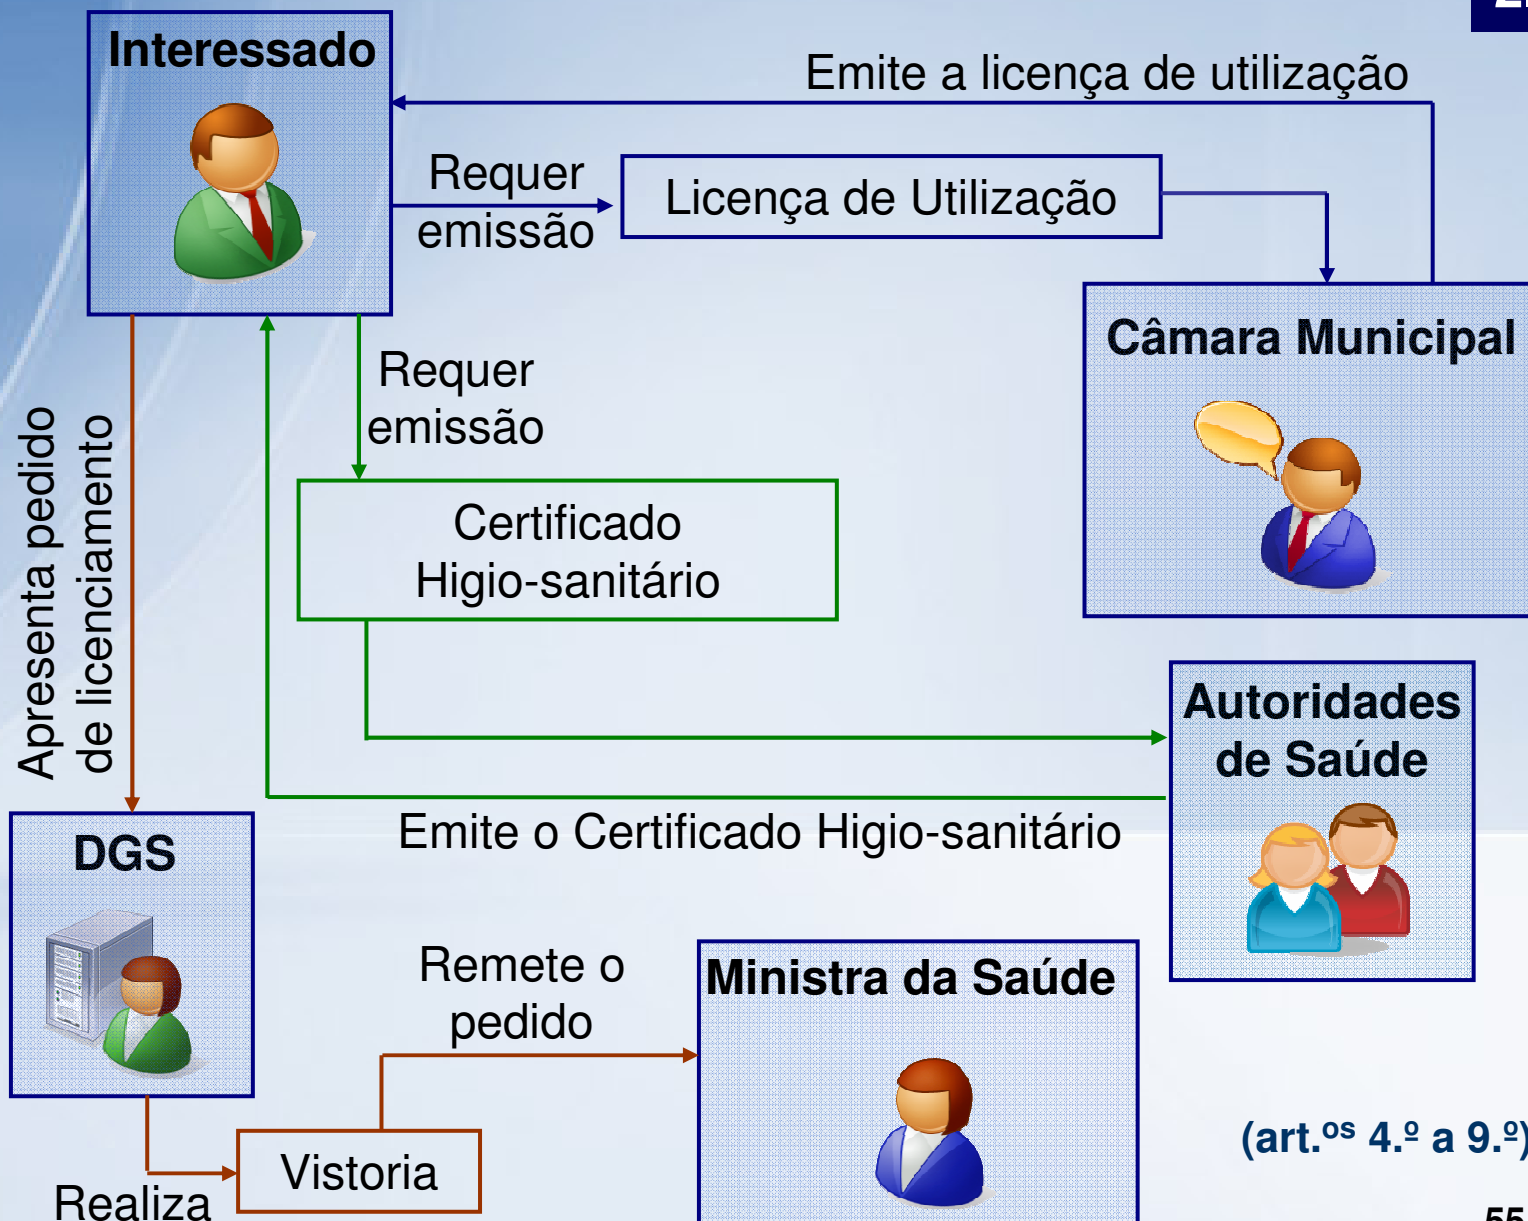 Interessado
Emite a licença de utilização
Requer
emissão
Licença de Utilização
Câmara Municipal
Requer
emissão
Apresenta pedido
de licenciamento
Certificado
Higio-sanitário
Autoridades
de Saúde
Emite o Certificado Higio-sanitário
DGS
Remete o
pedido
Ministra da Saúde
Vistoria
Realiza
(art.ºˢ 4.º a 9.º)
55